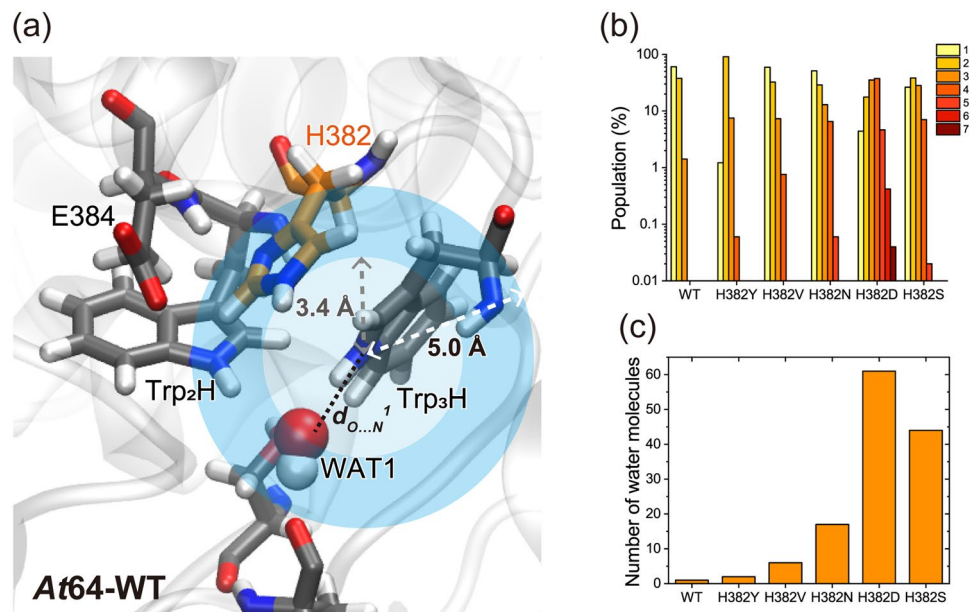 (a)
H382
E384
3.4 Å
5.0 Å
Trp₂H
Trp₃H
dO...N¹
WAT1
At64-WT
(b)
Population (%)
100
10
1
0.1
0.01
WT H382Y H382V H382N H382D H382S
1
2
3
4
5
6
7
(c)
Number of water molecules
60
50
40
30
20
10
0
WT H382Y H382V H382N H382D H382S